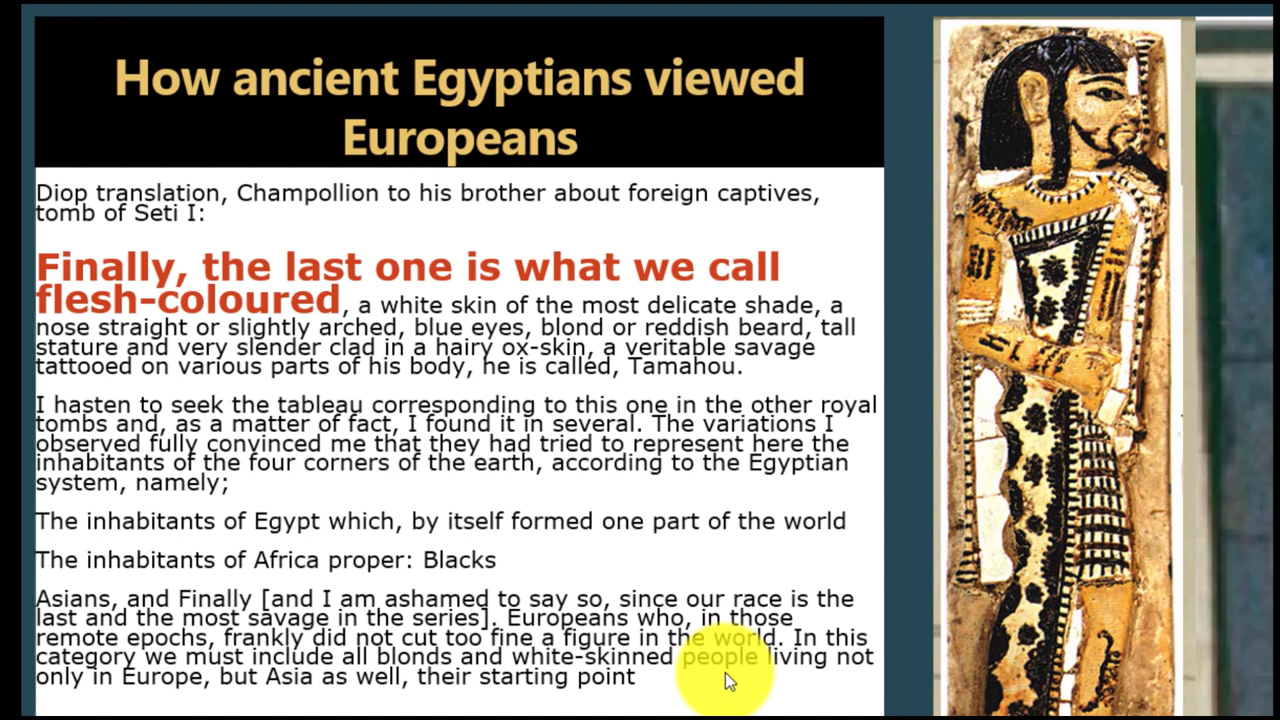 How ancient Egyptians viewed
Europeans
Diop translation, Champollion to his brother about foreign captives,
tomb of Seti I:
Finally, the last one is what we call
flesh-coloured, a white skin of the most delicate shade, a
nose straight or slightly arched, blue eyes, blond or reddish beard, tall
stature and very slender clad in a hairy ox-skin, a veritable savage
tattooed on various parts of his body, he is called, Tamahou.
I hasten to seek the tableau corresponding to this one in the other royal
tombs and, as a matter of fact, I found it in several. The variations I
observed fully convinced me that they had tried to represent here the
inhabitants of the four corners of the earth, according to the Egyptian
system, namely;
The inhabitants of Egypt which, by itself formed one part of the world
The inhabitants of Africa proper: Blacks
Asians, and Finally [and I am ashamed to say so, since our race is the
last and the most savage in the series]. Europeans who, in those
remote epochs, frankly did not cut too fine a figure in the world. In this
category we must include all blonds and white-skinned people living not
only in Europe, but Asia as well, their starting point